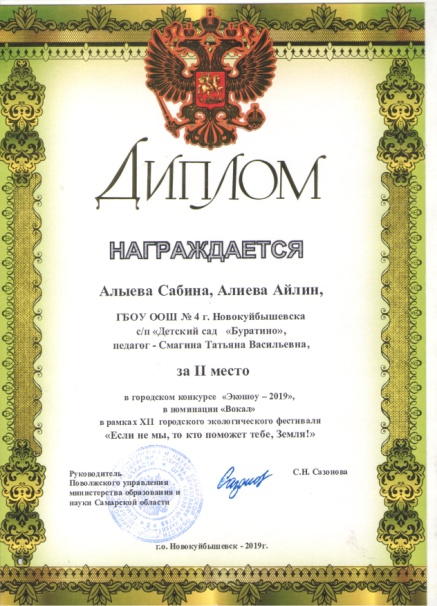 ДИПЛОМ
НАГРАЖДАЕТСЯ
Алыева Сабина, Алиева Айлин,
ГБОУ ООШ № 4 г. Новокуйбышевска
с/п «Детский сад «Буратино»,
педагог - Смагина Татьяна Васильевна,
за II место
в городском конкурсе «Экошоу – 2019»,
в номинации «Вокал»
в рамках XII городского экологического фестиваля
«Если не мы, то кто поможет тебе, Земля!»
Руководитель
Поволжского управления
министерства образования и
науки Самарской области
С.Н. Сазонова
г.о. Новокуйбышевск - 2019г.